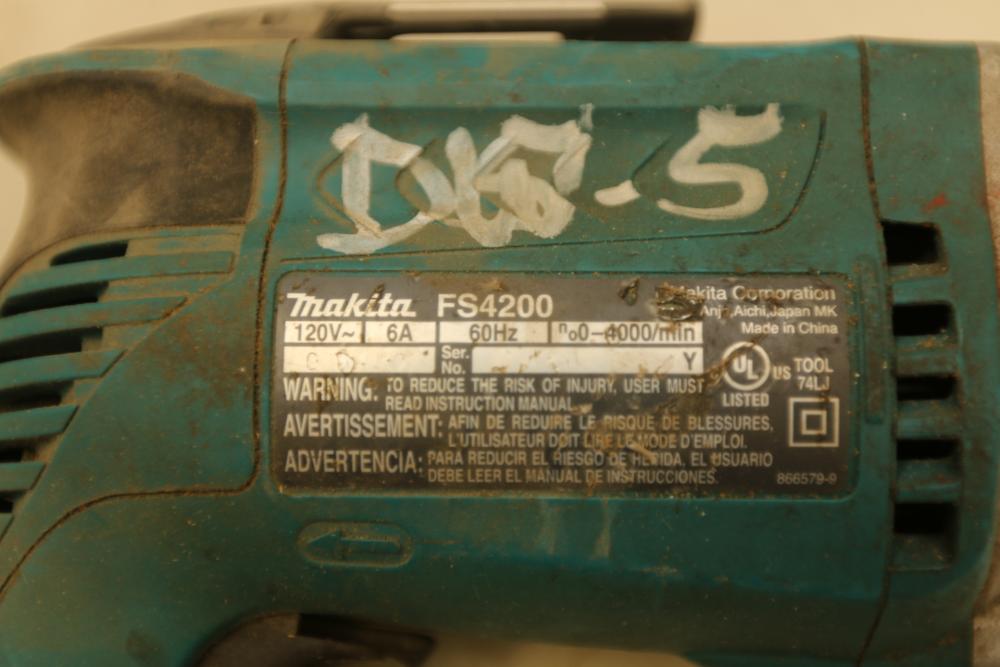 -5
Makita FS4200
Makita Corporation
Anjo,Aichi,Japan MK
Made in China
120V~ 6A 60Hz n₀0-4000/min
Ser.
No. Y
UL US TOOL
LISTED 74LJ
WARNING: TO REDUCE THE RISK OF INJURY, USER MUST
READ INSTRUCTION MANUAL
AVERTISSEMENT: AFIN DE REDUIRE LE RISQUE DE BLESSURES,
L'UTILISATEUR DOIT LIRE LE MODE D'EMPLOI.
ADVERTENCIA: PARA REDUCIR EL RIESGO DE HERIDA, EL USUARIO
DEBE LEER EL MANUAL DE INSTRUCCIONES.
866579-9